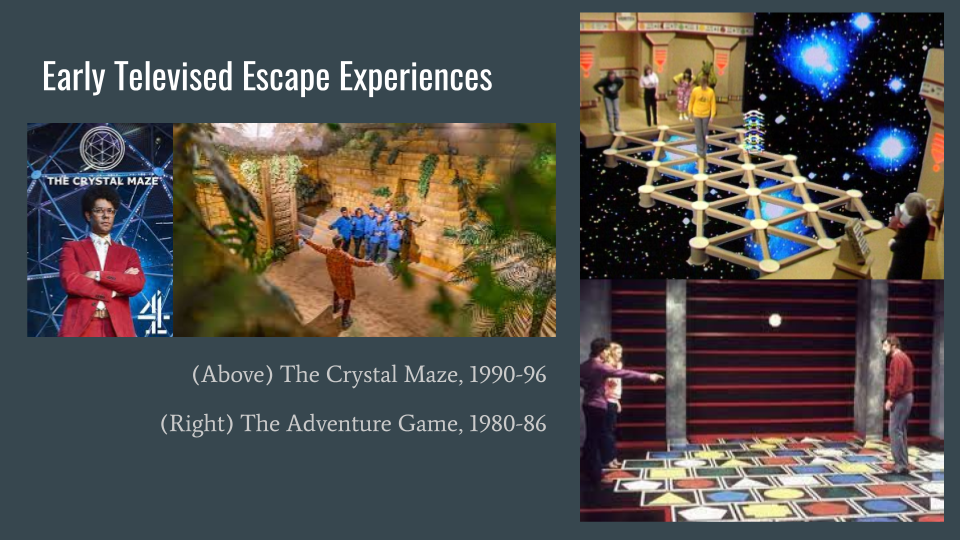 Early Televised Escape Experiences
THE CRYSTAL MAZE
4
(Above) The Crystal Maze, 1990-96
(Right) The Adventure Game, 1980-86